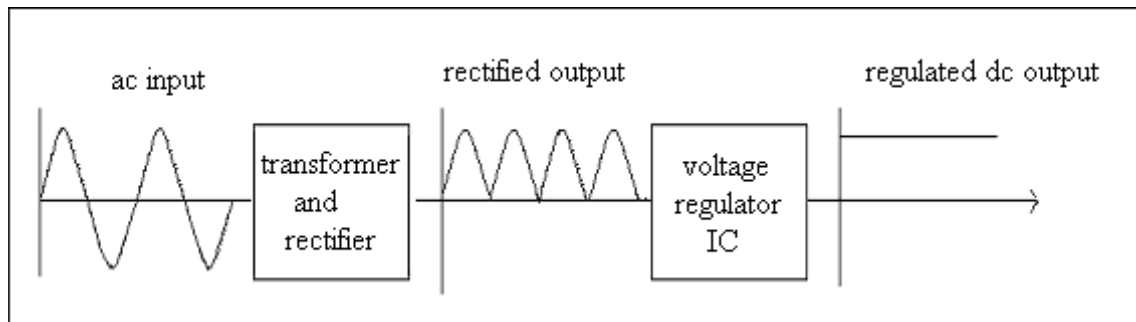 ac input
transformer
and
rectifier
rectified output
voltage
regulator
IC
regulated dc output